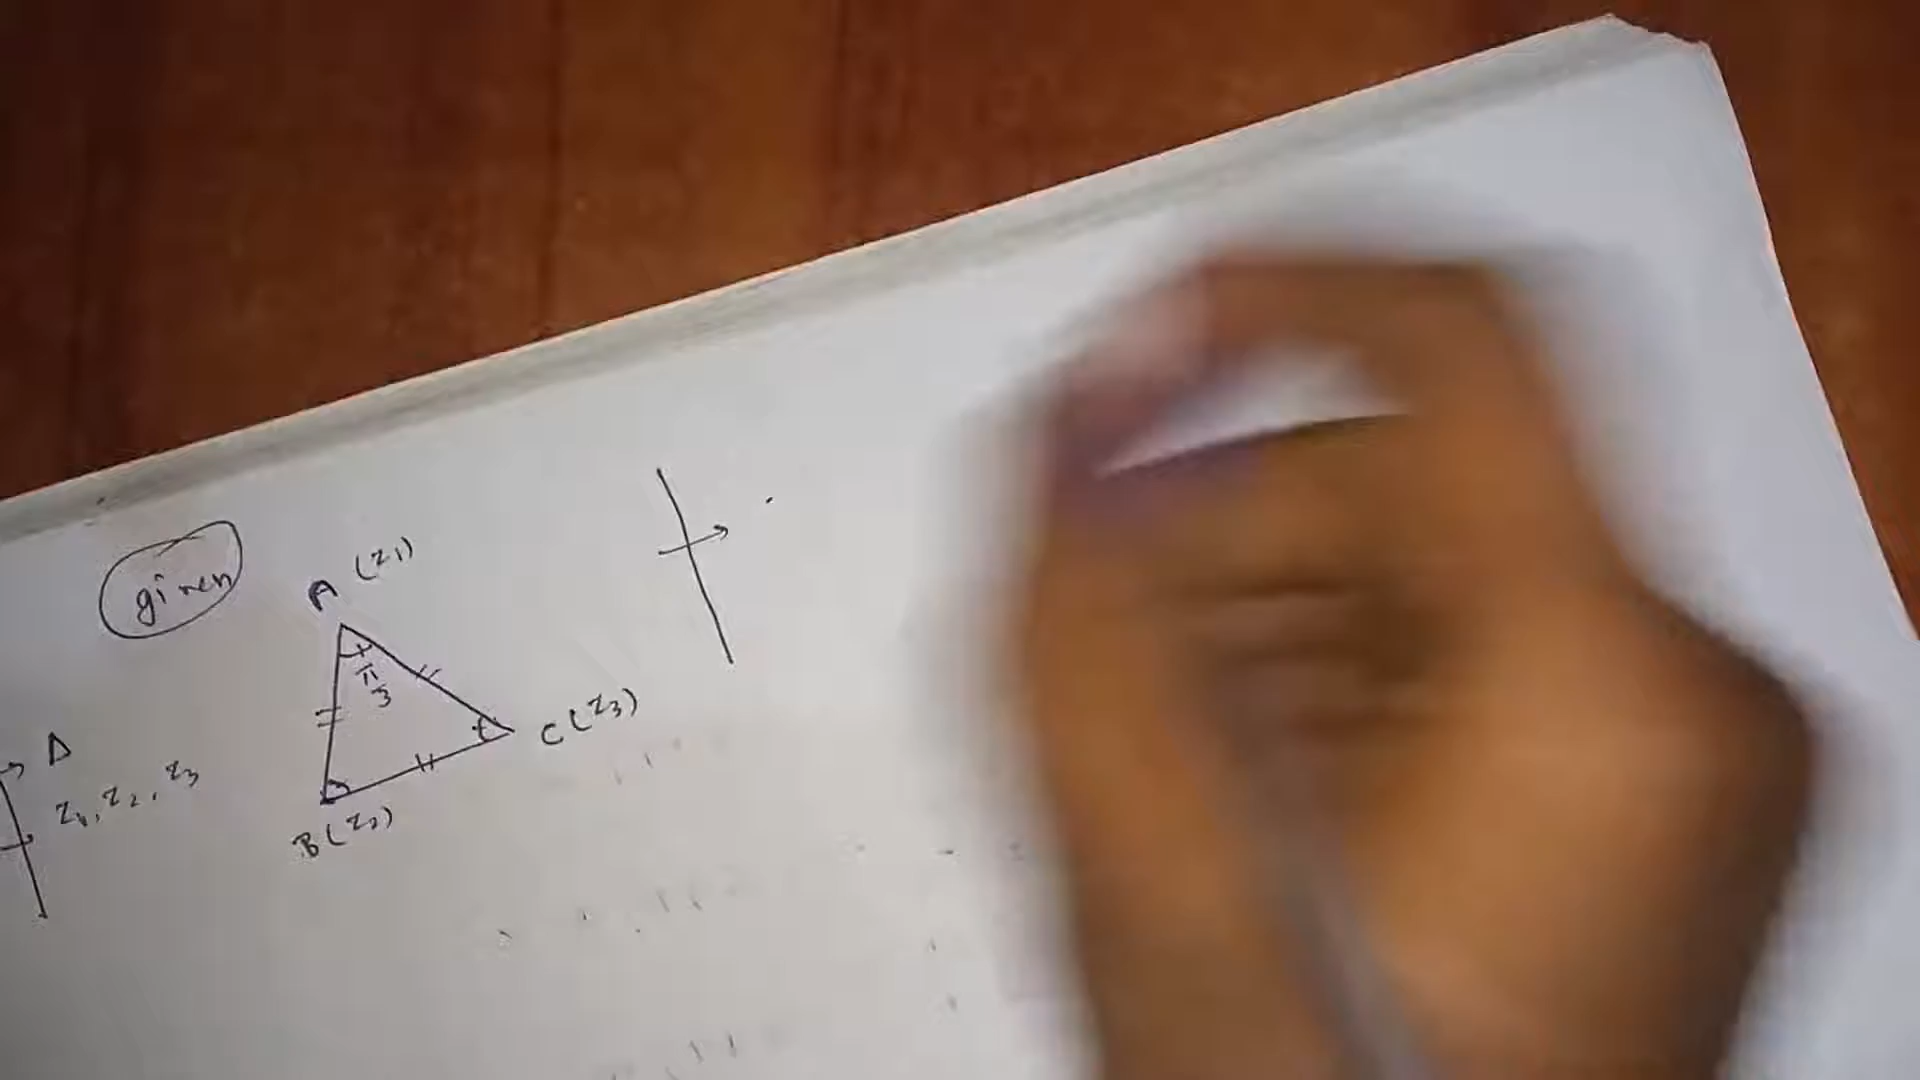 given
A (z1)
π/3
C (z3)
Δ
z1, z2, z3
B (z2)